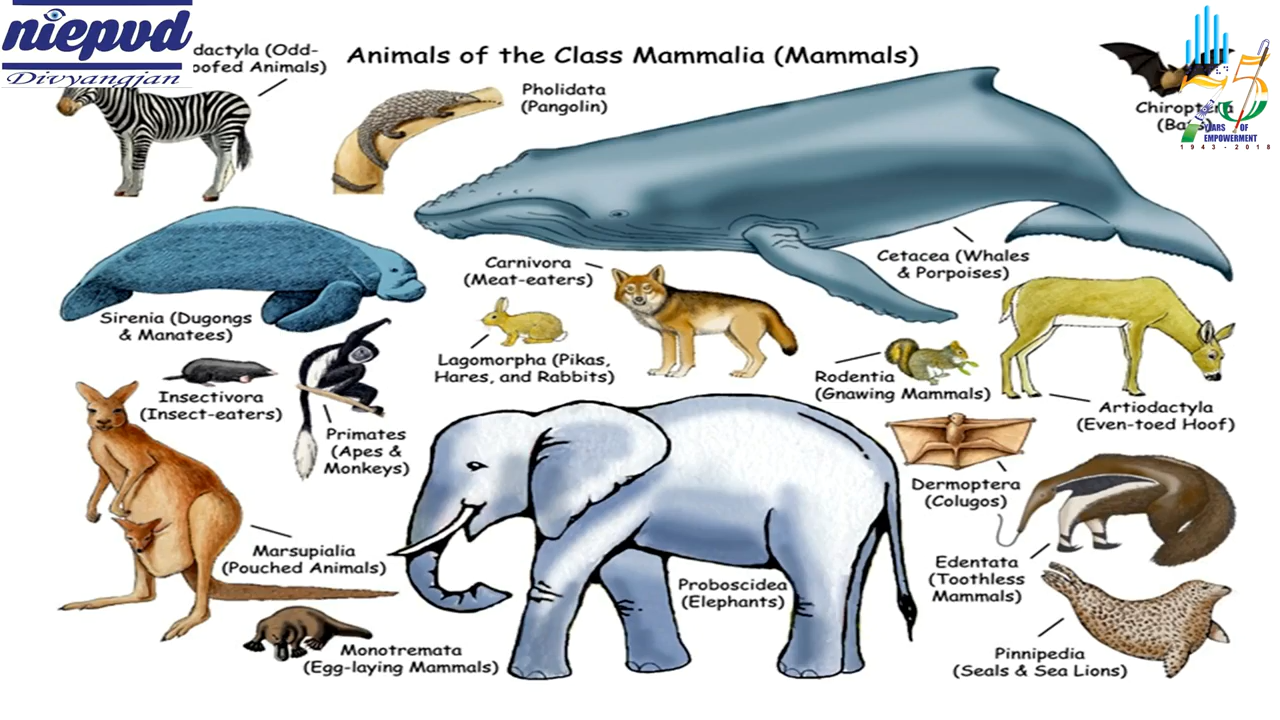 niepvd
Divyangjan
dactyla (Odd-
oofed Animals)
Animals of the Class Mammalia (Mammals)
Pholidata
(Pangolin)
Chiroptera
(Bats)
75
YEARS OF
EMPOWERMENT
1943-2018
Cetacea (Whales
& Porpoises)
Carnivora
(Meat-eaters)
Sirenia (Dugongs
& Manatees)
Lagomorpha (Pikas,
Hares, and Rabbits)
Rodentia
(Gnawing Mammals)
Insectivora
(Insect-eaters)
Artiodactyla
(Even-toed Hoof)
Primates
(Apes &
Monkeys)
Dermoptera
(Colugos)
Marsupialia
(Pouched Animals)
Edentata
(Toothless
Mammals)
Proboscidea
(Elephants)
Monotremata
(Egg-laying Mammals)
Pinnipedia
(Seals & Sea Lions)